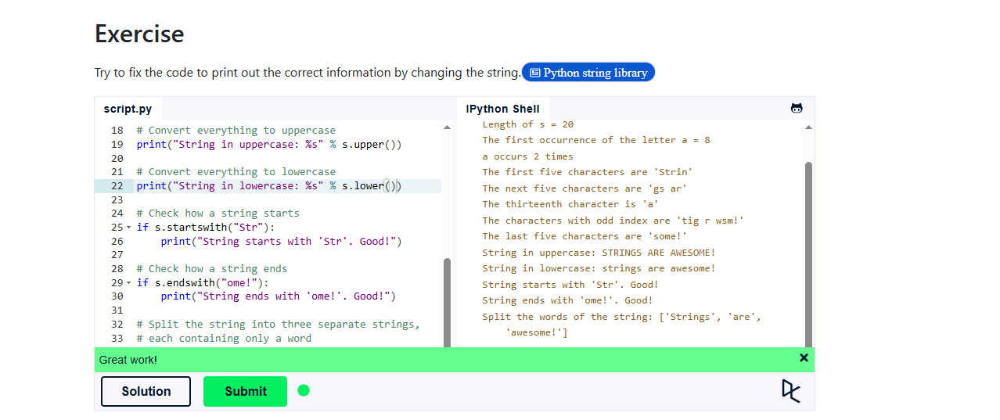 Exercise
Try to fix the code to print out the correct information by changing the string. Python string library
script.py
18 # Convert everything to uppercase
19 print("String in uppercase: %s" % s.upper())
20
21 # Convert everything to lowercase
22 print("String in lowercase: %s" % s.lower())
23
24 # Check how a string starts
25 if s.startswith("Str"):
26     print("String starts with 'Str'. Good!")
27
28 # Check how a string ends
29 if s.endswith("ome!"):
30     print("String ends with 'ome!'. Good!")
31
32 # Split the string into three separate strings,
33 # each containing only a word
IPython Shell
Length of s = 20
The first occurrence of the letter a = 8
a occurs 2 times
The first five characters are 'Strin'
The next five characters are 'gs ar'
The thirteenth character is 'a'
The characters with odd index are 'tig r wsm!'
The last five characters are 'some!'
String in uppercase: STRINGS ARE AWESOME!
String in lowercase: strings are awesome!
String starts with 'Str'. Good!
String ends with 'ome!'. Good!
Split the words of the string: ['Strings', 'are',
    'awesome!']
Great work!
Solution
Submit